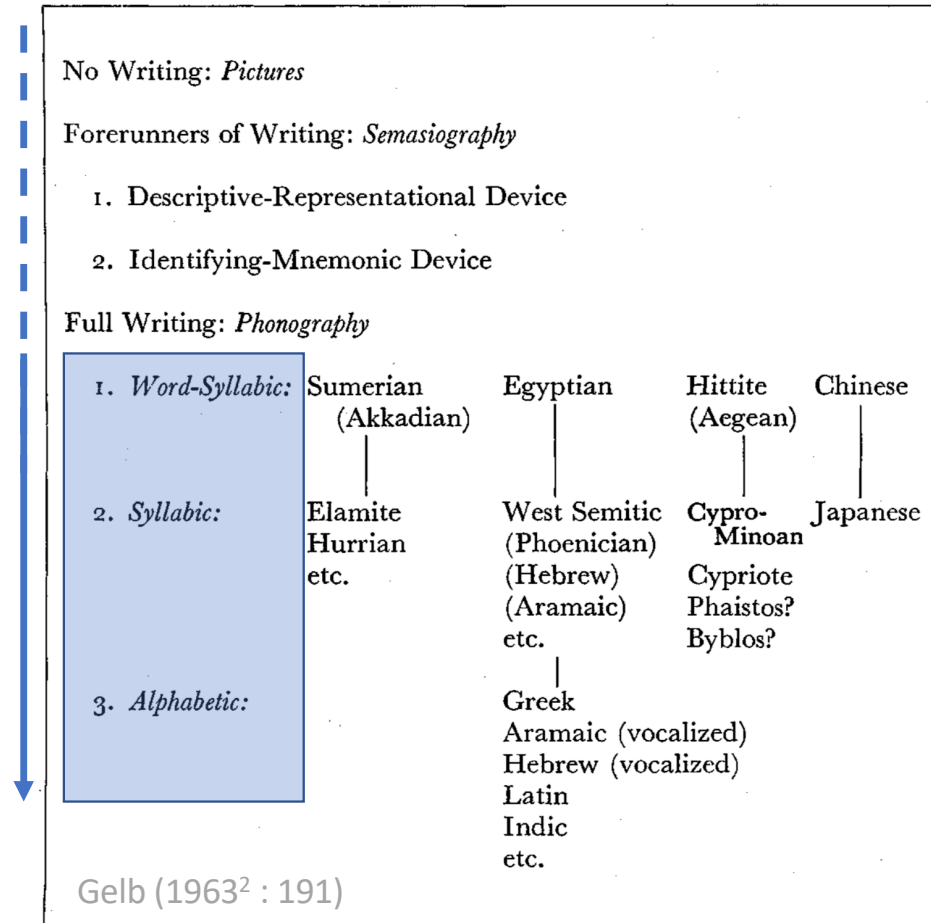 No Writing: Pictures
Forerunners of Writing: Semasiography
1. Descriptive-Representational Device
2. Identifying-Mnemonic Device
Full Writing: Phonography
1. Word-Syllabic: Sumerian Egyptian Hittite Chinese
(Akkadian) (Aegean)
2. Syllabic: Elamite West Semitic Cypro- Japanese
Hurrian (Phoenician) Minoan
etc. (Hebrew) Cypriote
(Aramaic) Phaistos?
etc. Byblos?
3. Alphabetic: Greek
Aramaic (vocalized)
Hebrew (vocalized)
Latin
Indic
etc.
Gelb (1963² : 191)